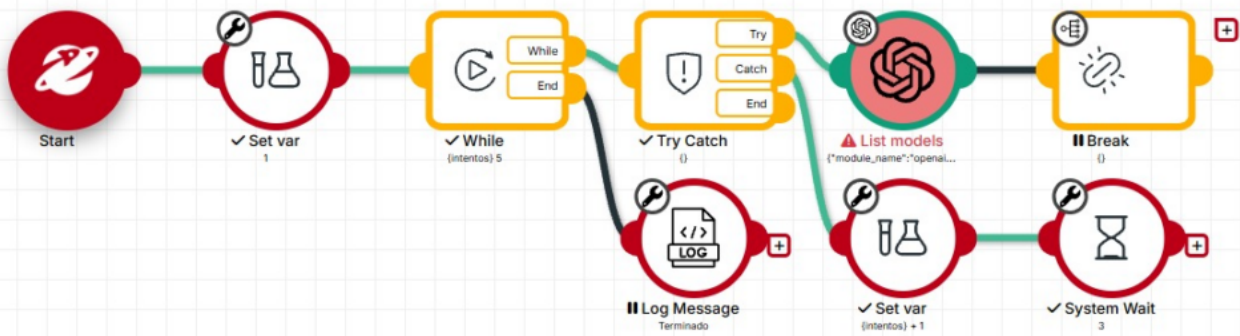 While
End
Try
Catch
End
Start
Set var
1
While
{intentos} 5
Try Catch
{}
List models
{"module_name":"openai...
Break
{}
LOG
Log Message
Terminado
Set var
{intentos} + 1
System Wait
3